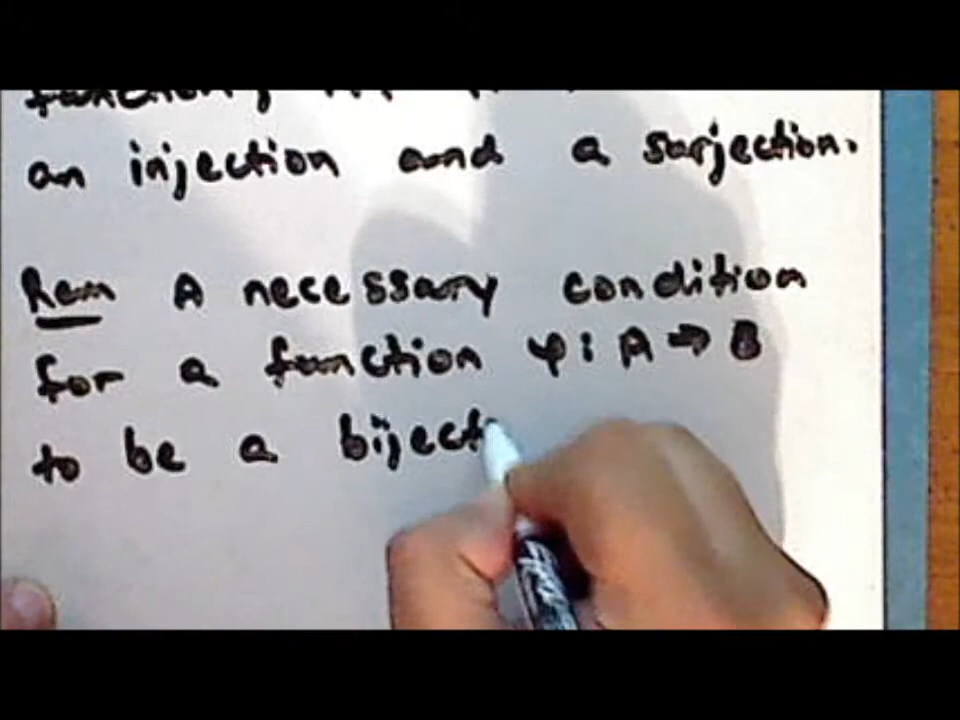 an injection and a surjection.
Rem A necessary condition
for a function φ: A → B
to be a biject